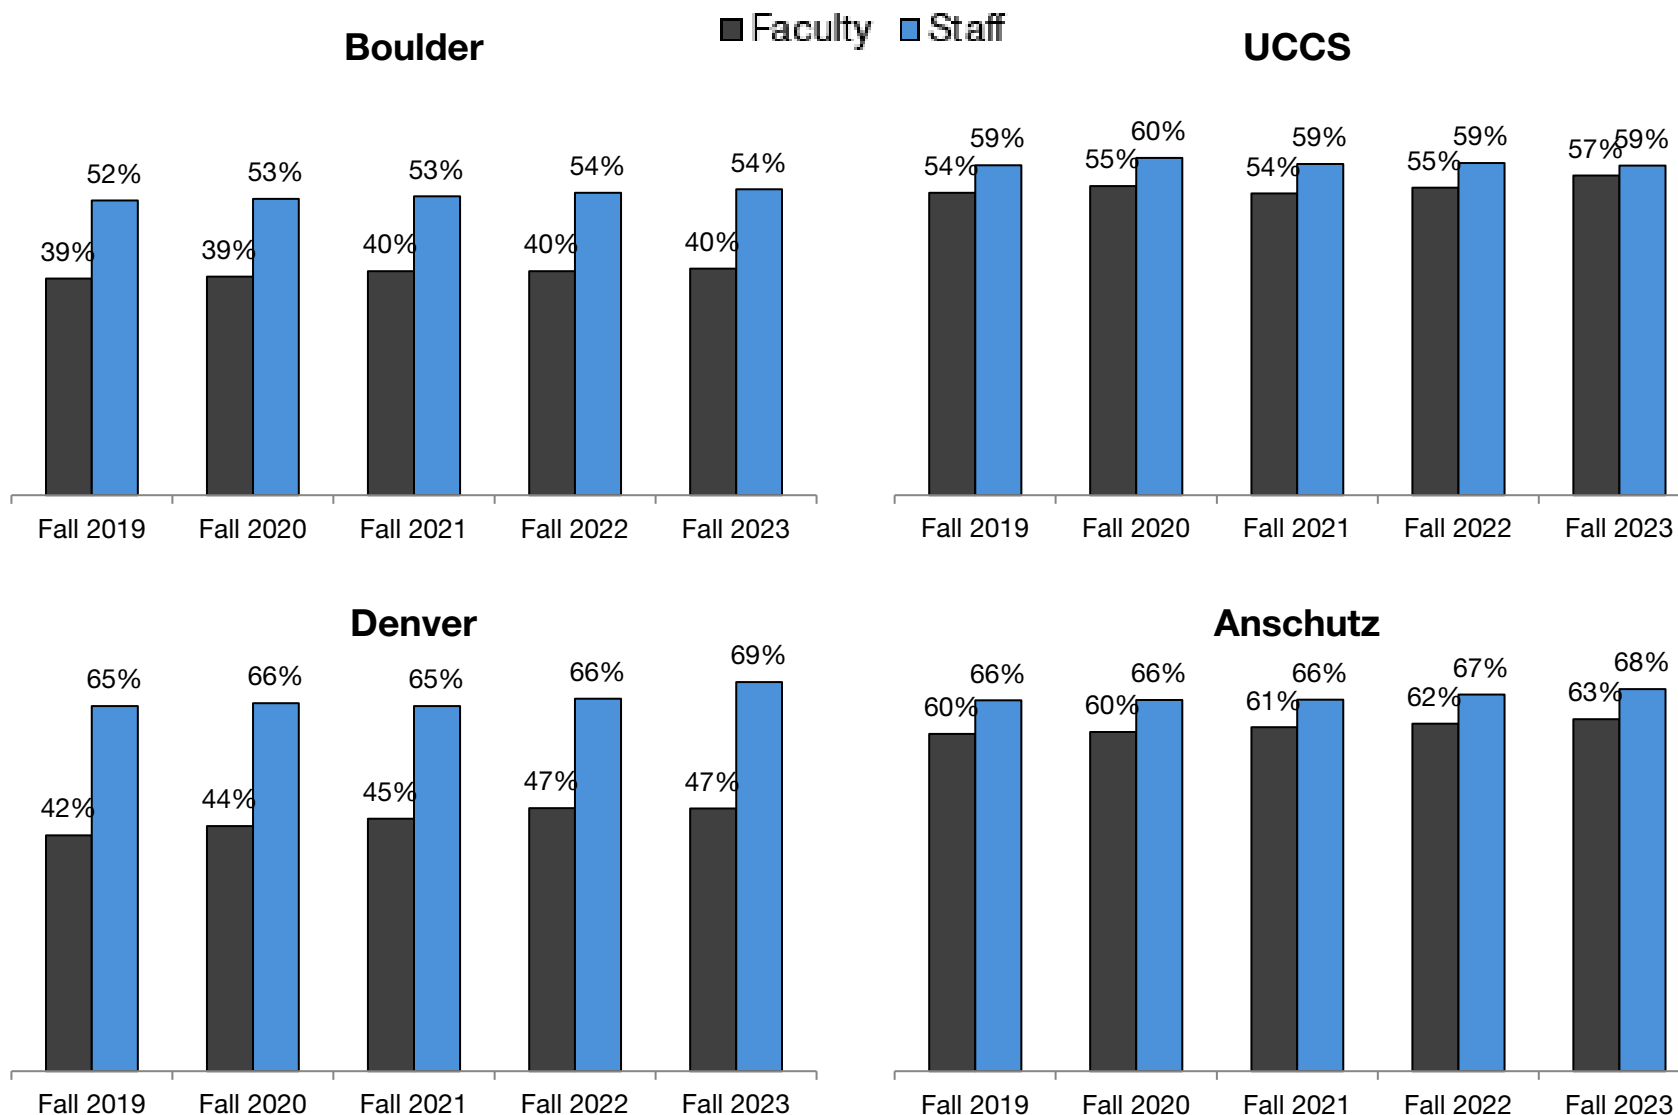 Faculty Staff
Boulder
52% 53% 53% 54% 54%
39% 39% 40% 40% 40%
Fall 2019 Fall 2020 Fall 2021 Fall 2022 Fall 2023
UCCS
59% 60% 59% 59% 59%
54% 55% 54% 55% 57%
Fall 2019 Fall 2020 Fall 2021 Fall 2022 Fall 2023
Denver
65% 66% 65% 66% 69%
42% 44% 45% 47% 47%
Fall 2019 Fall 2020 Fall 2021 Fall 2022 Fall 2023
Anschutz
66% 66% 66% 67% 68%
60% 60% 61% 62% 63%
Fall 2019 Fall 2020 Fall 2021 Fall 2022 Fall 2023